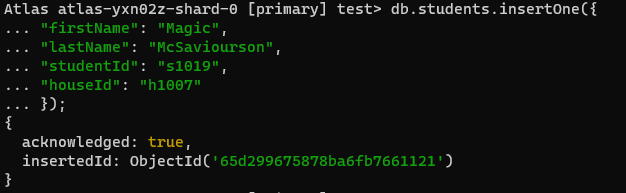 Atlas atlas-yxn02z-shard-0 [primary] test> db.students.insertOne({
... "firstName": "Magic",
... "lastName": "McSaviourson",
... "studentId": "s1019",
... "houseId": "h1007"
... });
{
  acknowledged: true,
  insertedId: ObjectId('65d299675878ba6fb7661121')
}